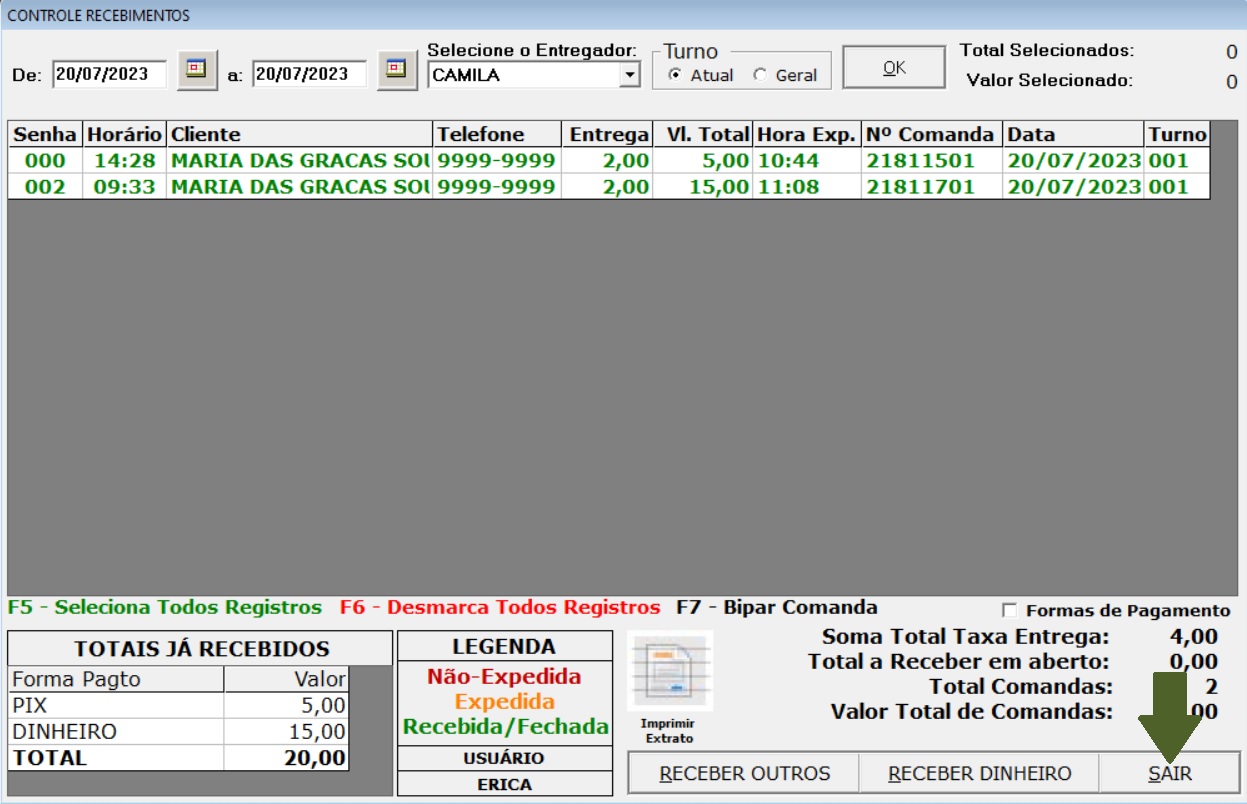 CONTROLE RECEBIMENTOS
De: 20/07/2023 a: 20/07/2023
Selecione o Entregador:
CAMILA
Turno
Atual Geral
OK
Total Selecionados: 0
Valor Selecionado: 0
Senha Horário Cliente Telefone Entrega Vl. Total Hora Exp. Nº Comanda Data Turno
000 14:28 MARIA DAS GRACAS SOU 9999-9999 2,00 5,00 10:44 21811501 20/07/2023 001
002 09:33 MARIA DAS GRACAS SOU 9999-9999 2,00 15,00 11:08 21811701 20/07/2023 001
F5 - Seleciona Todos Registros F6 - Desmarca Todos Registros F7 - Bipar Comanda
Formas de Pagamento
TOTAIS JÁ RECEBIDOS
Forma Pagto Valor
PIX 5,00
DINHEIRO 15,00
TOTAL 20,00
LEGENDA
Não-Expedida
Expedida
Recebida/Fechada
USUÁRIO
ERICA
Imprimir
Extrato
Soma Total Taxa Entrega: 4,00
Total a Receber em aberto: 0,00
Total Comandas: 2
Valor Total de Comandas: ,00
RECEBER OUTROS RECEBER DINHEIRO SAIR